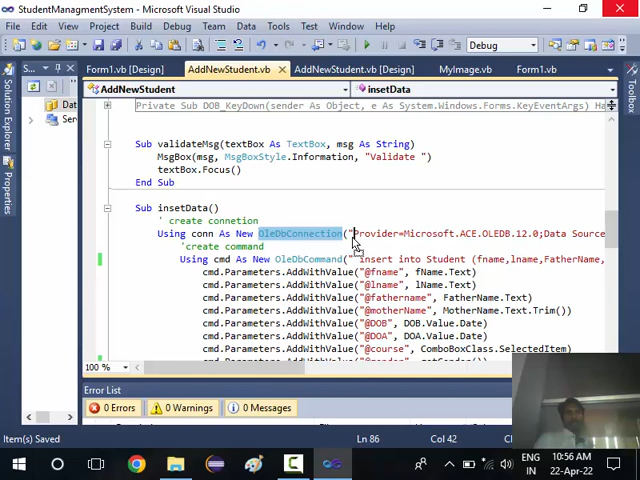 StudentManagmentSystem - Microsoft Visual Studio
File Edit View Project Build Debug Team Data Tools Test Window Help
Debug
S...
Form1.vb [Design] AddNewStudent.vb AddNewStudent.vb [Design] MyImage.vb Form1.vb
AddNewStudent insetData
Solution Explorer
Properties
Toolbox
Dat
Ser
Private Sub DOB_KeyDown(sender As Object, e As System.Windows.Forms.KeyEventArgs) Ha
Sub validateMsg(textBox As TextBox, msg As String)
MsgBox(msg, MsgBoxStyle.Information, "Validate ")
textBox.Focus()
End Sub
Sub insetData()
' create connetion
Using conn As New OleDbConnection("Provider=Microsoft.ACE.OLEDB.12.0;Data Source
'create command
Using cmd As New OleDbCommand(" insert into Student (fname,lname,FatherName,
cmd.Parameters.AddWithValue("@fname", fName.Text)
cmd.Parameters.AddWithValue("@lname", lName.Text)
cmd.Parameters.AddWithValue("@fathername", FatherName.Text)
cmd.Parameters.AddWithValue("@motherName", MotherName.Text.Trim())
cmd.Parameters.AddWithValue("@DOB", DOB.Value.Date)
cmd.Parameters.AddWithValue("@DOA", DOA.Value.Date)
cmd.Parameters.AddWithValue("@course", ComboBoxClass.SelectedItem)
100 %
Error List
0 Errors 0 Warnings 0 Messages
Item(s) Saved Ln 86 Col 42
ENG
IN
10:56 AM
22-Apr-22